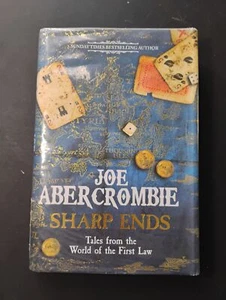 A SUNDAY TIMES BESTSELLING AUTHOR
JOE
ABERCROMBIE
SHARP ENDS
Tales from the
World of the First Law